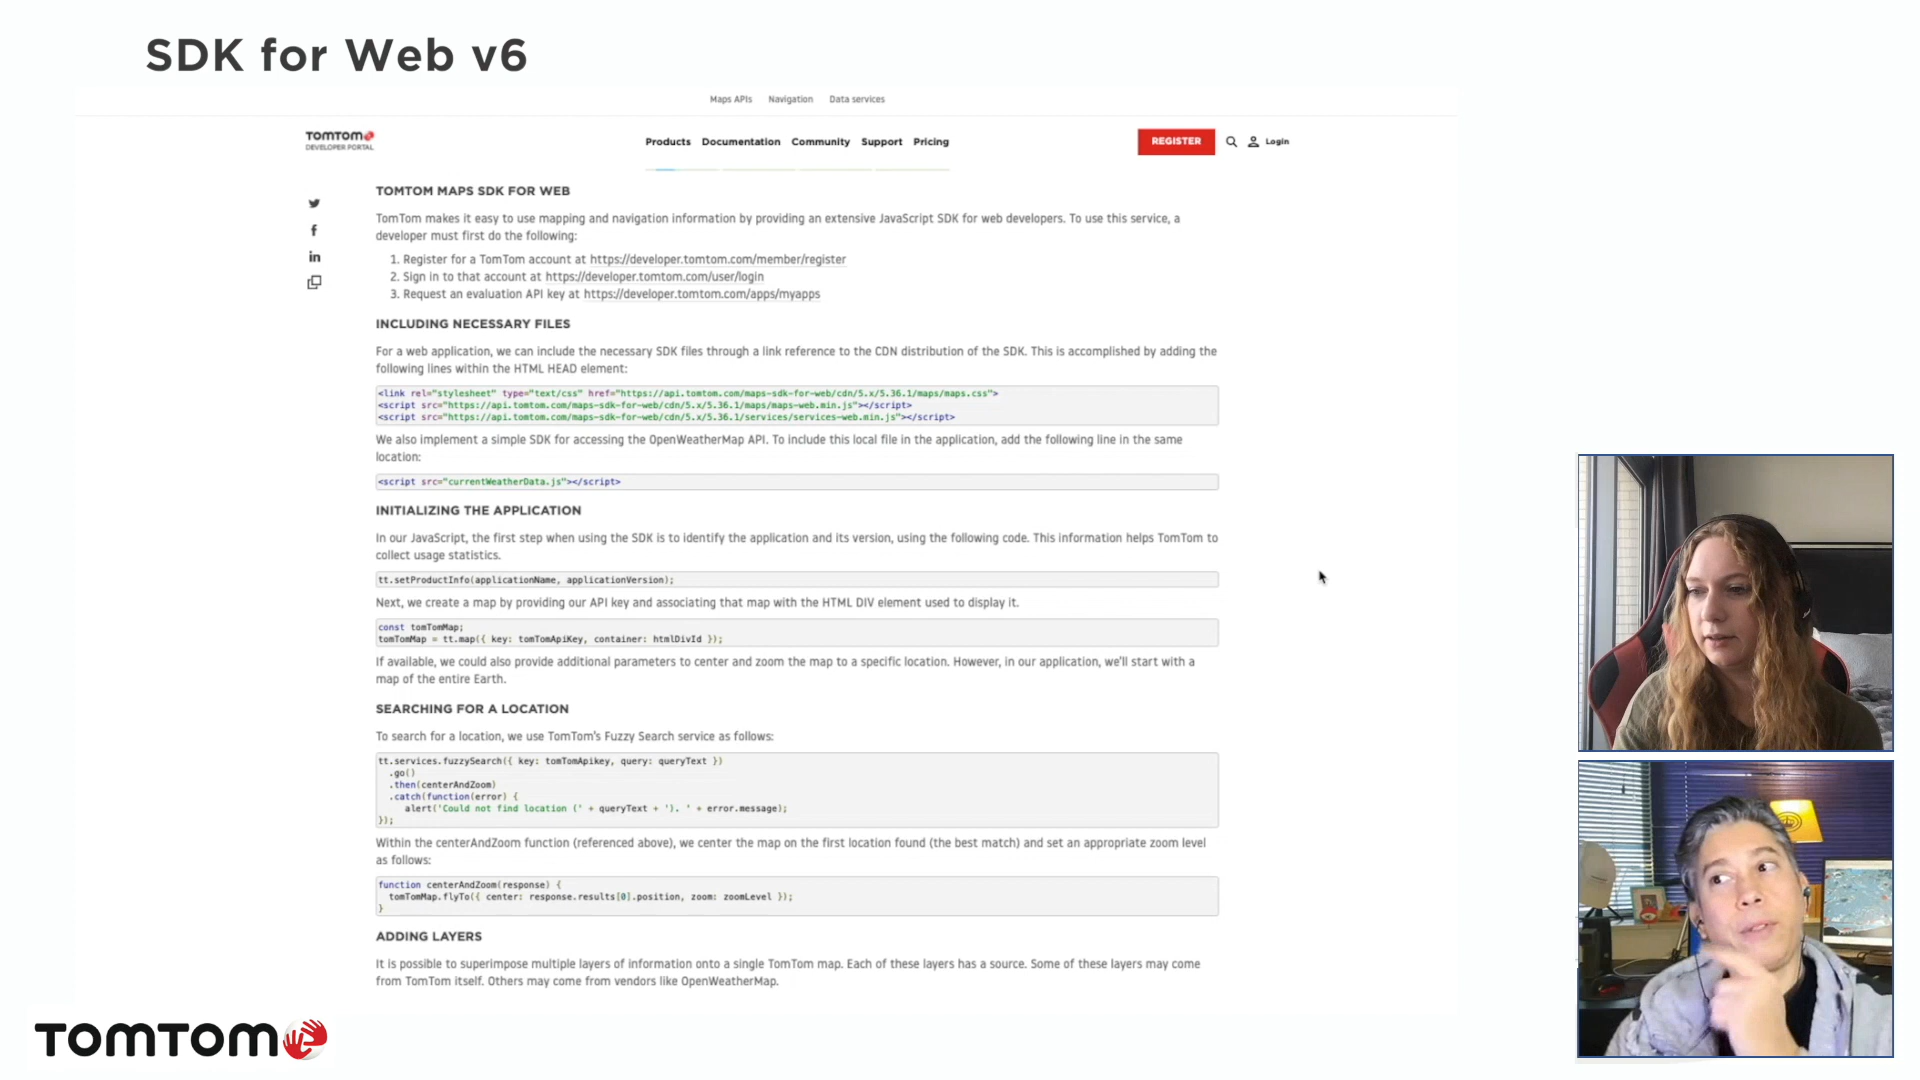 SDK for Web v6
Maps APIs Navigation Data services
TOMTOM
DEVELOPER PORTAL
Products Documentation Community Support Pricing
REGISTER
Login
TOMTOM MAPS SDK FOR WEB
TomTom makes it easy to use mapping and navigation information by providing an extensive JavaScript SDK for web developers. To use this service, a
developer must first do the following:
1. Register for a TomTom account at https://developer.tomtom.com/member/register
2. Sign in to that account at https://developer.tomtom.com/user/login
3. Request an evaluation API key at https://developer.tomtom.com/apps/myapps
INCLUDING NECESSARY FILES
For a web application, we can include the necessary SDK files through a link reference to the CDN distribution of the SDK. This is accomplished by adding the
following lines within the HTML HEAD element:
<link rel="stylesheet" type="text/css" href="https://api.tomtom.com/maps-sdk-for-web/cdn/5.x/5.36.1/maps/maps.css">
<script src="https://api.tomtom.com/maps-sdk-for-web/cdn/5.x/5.36.1/maps/maps-web.min.js"></script>
<script src="https://api.tomtom.com/maps-sdk-for-web/cdn/5.x/5.36.1/services/services-web.min.js"></script>
We also implement a simple SDK for accessing the OpenWeatherMap API. To include this local file in the application, add the following line in the same
location:
<script src="currentWeatherData.js"></script>
INITIALIZING THE APPLICATION
In our JavaScript, the first step when using the SDK is to identify the application and its version, using the following code. This information helps TomTom to
collect usage statistics.
tt.setProductInfo(applicationName, applicationVersion);
Next, we create a map by providing our API key and associating that map with the HTML DIV element used to display it.
const tomTomMap;
tomTomMap = tt.map({ key: tomTomApiKey, container: htmlDivId });
If available, we could also provide additional parameters to center and zoom the map to a specific location. However, in our application, we'll start with a
map of the entire Earth.
SEARCHING FOR A LOCATION
To search for a location, we use TomTom's Fuzzy Search service as follows:
tt.services.fuzzySearch({ key: tomTomApikey, query: queryText })
.go()
.then(centerAndZoom)
.catch(function(error) {
alert('Could not find location (' + queryText + '). ' + error.message);
});
Within the centerAndZoom function (referenced above), we center the map on the first location found (the best match) and set an appropriate zoom level
as follows:
function centerAndZoom(response) {
tomTomMap.flyTo({ center: response.results[0].position, zoom: zoomLevel });
}
ADDING LAYERS
It is possible to superimpose multiple layers of information onto a single TomTom map. Each of these layers has a source. Some of these layers may come
from TomTom itself. Others may come from vendors like OpenWeatherMap.
TOMTOM